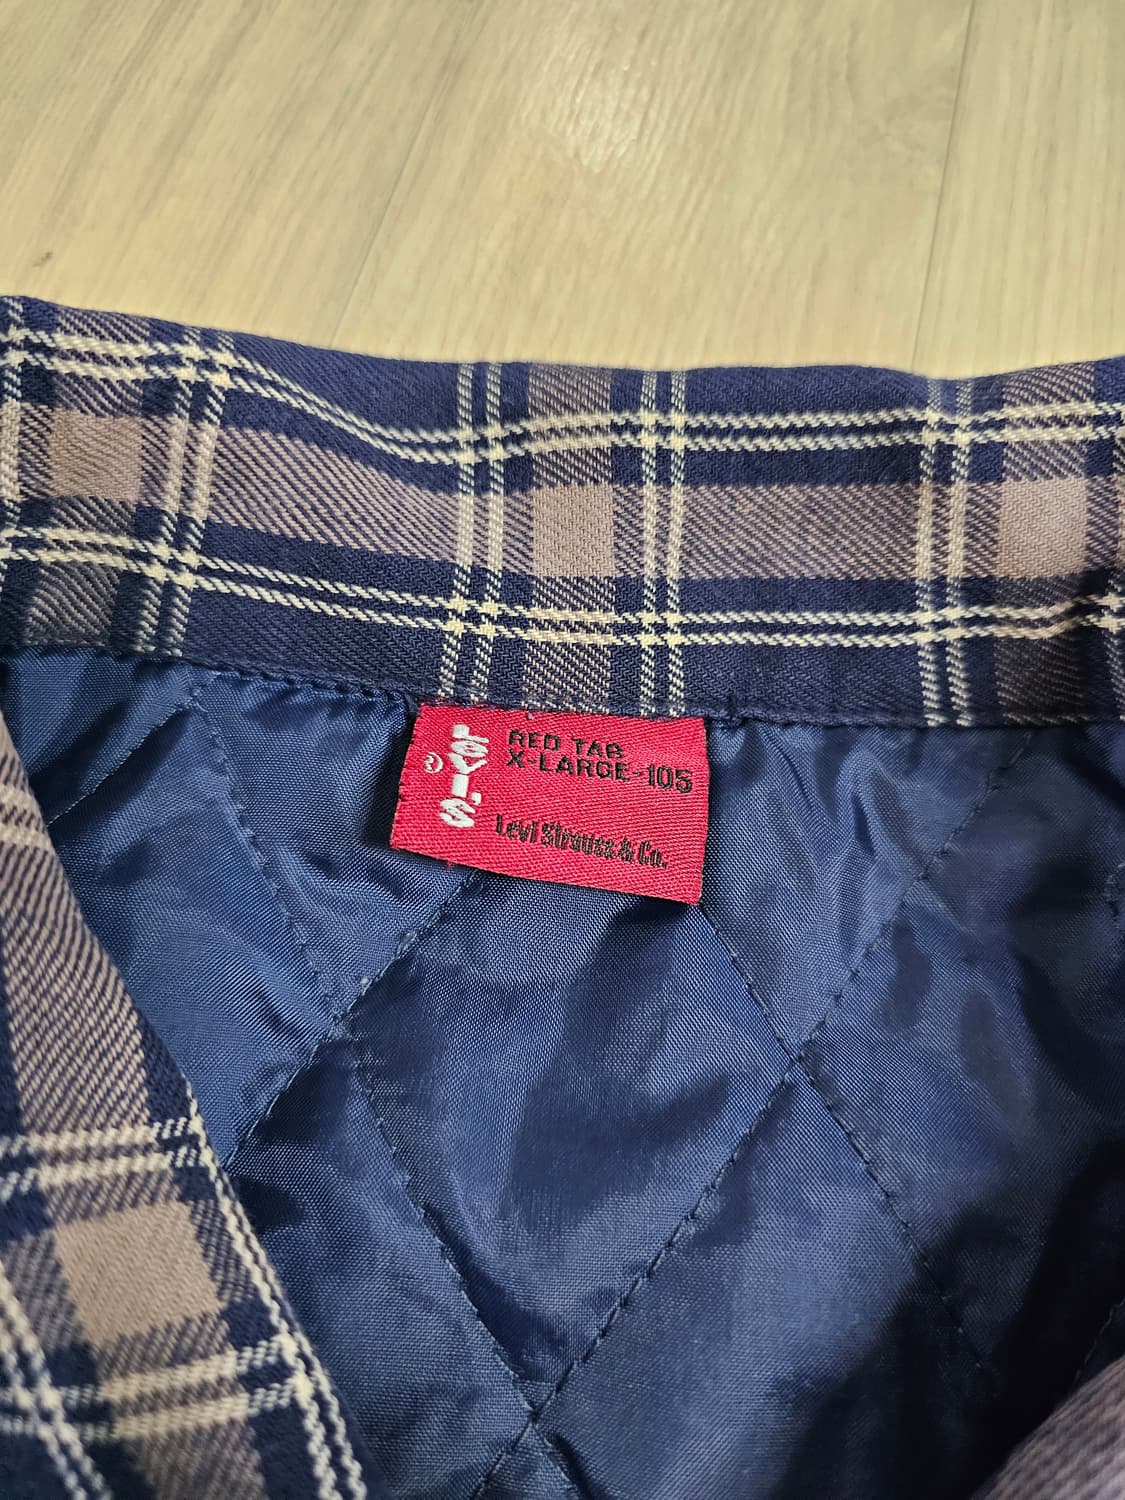 LEVI'S
®
RED TAB
X-LARGE-105
Levi Strauss & Co.